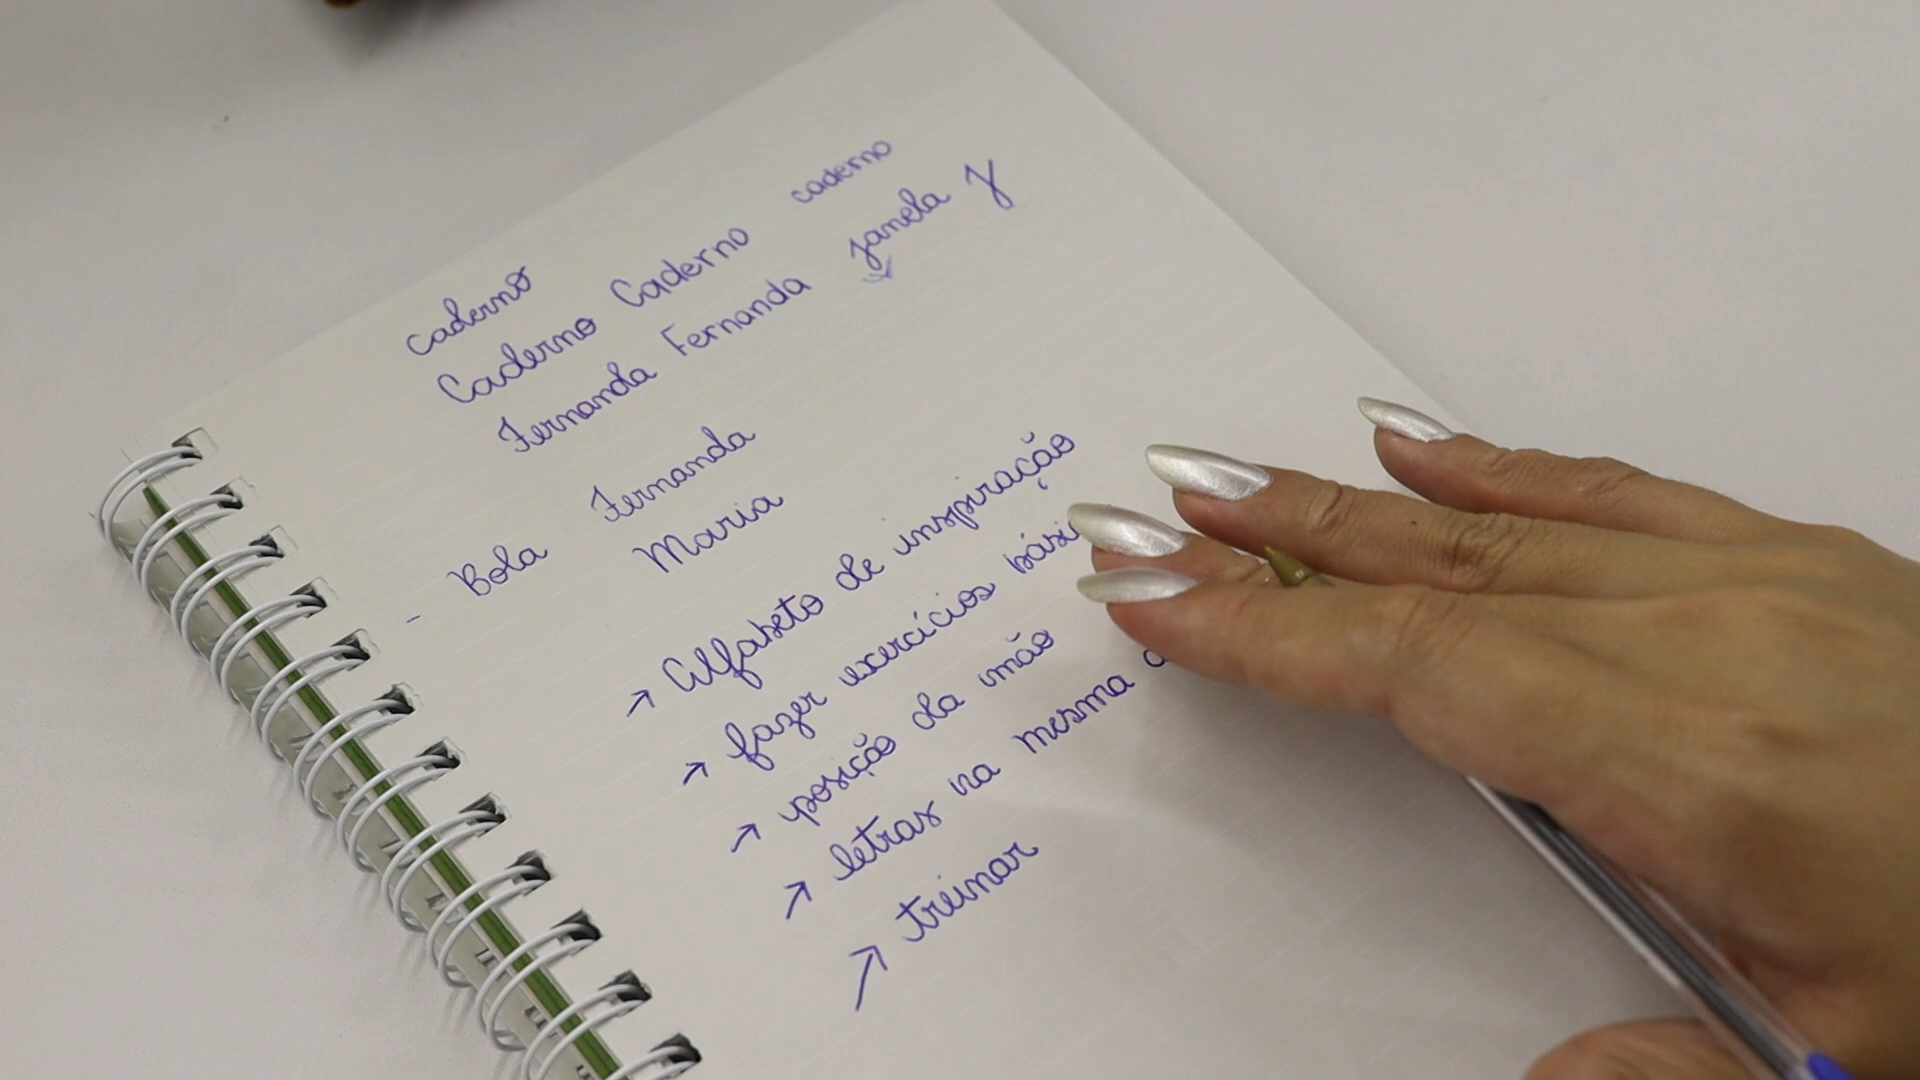 caderno
Caderno Caderno caderno
Fernanda Fernanda janela J
Fernanda
- Bola Maria
→ Alfabeto de inspiração
→ fazer exercícios bási
→ posição da mão
→ letras na mesma a
→ treinar